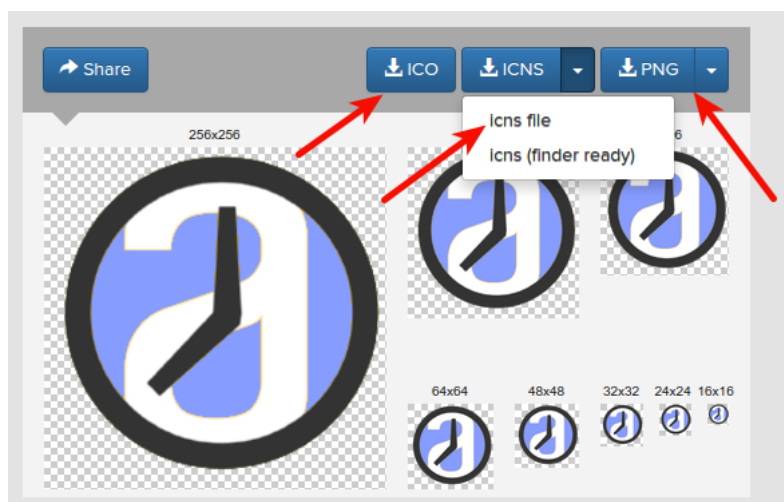 Share
ICO
ICNS
PNG
icns file
icns (finder ready)
256x256
6
64x64
48x48
32x32
24x24
16x16
a